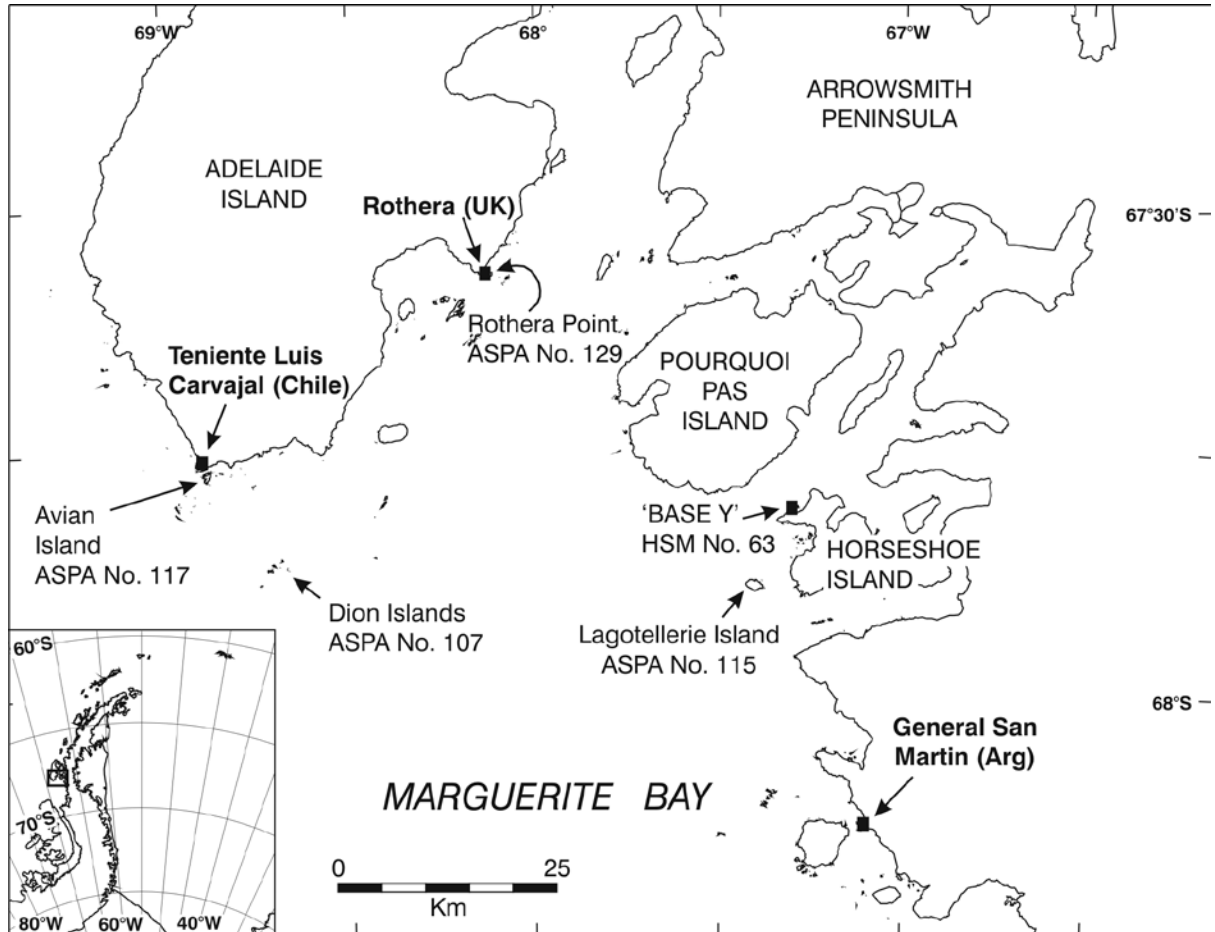 69°W
68°
67°W
ARROWSMITH
PENINSULA
ADELAIDE
ISLAND
Rothera (UK)
67°30'S
Rothera Point
ASPA No. 129
Teniente Luis
Carvajal (Chile)
POURQUOI
PAS
ISLAND
Avian
Island
ASPA No. 117
'BASE Y'
HSM No. 63
HORSESHOE
ISLAND
Dion Islands
ASPA No. 107
Lagotellerie Island
ASPA No. 115
68°S
General San
Martin (Arg)
MARGUERITE BAY
0
25
Km
60°S
70°S
80°W
60°W
40°W